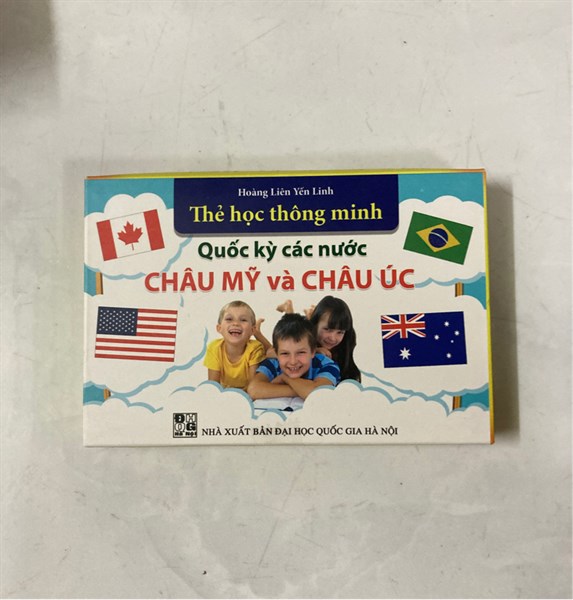 Hoàng Liên Yến Linh
Thẻ học thông minh
Quốc kỳ các nước
CHÂU MỸ và CHÂU ÚC
NHÀ XUẤT BẢN ĐẠI HỌC QUỐC GIA HÀ NỘI